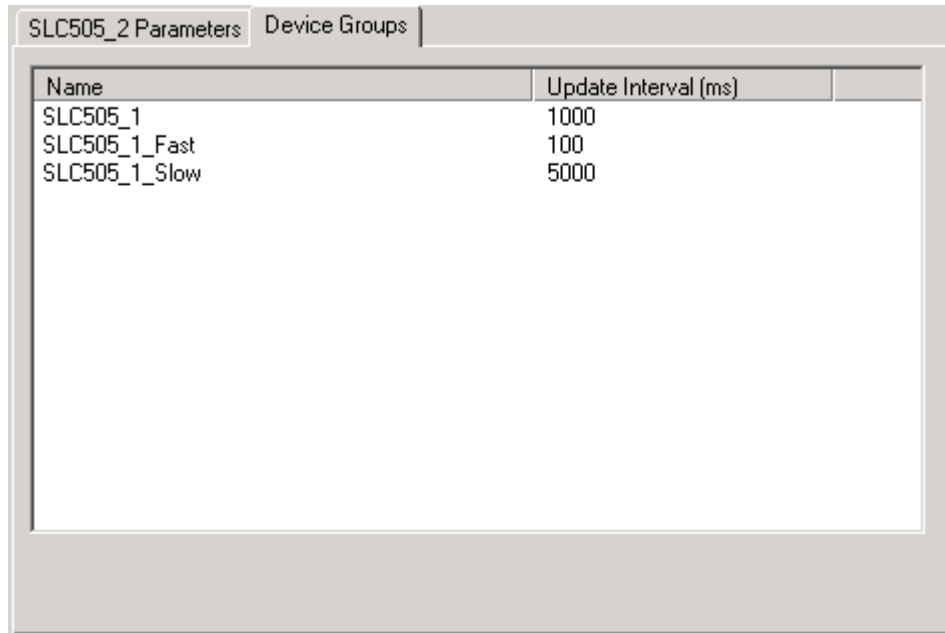 SLC505_2 Parameters Device Groups
Name Update Interval (ms)
SLC505_1 1000
SLC505_1_Fast 100
SLC505_1_Slow 5000